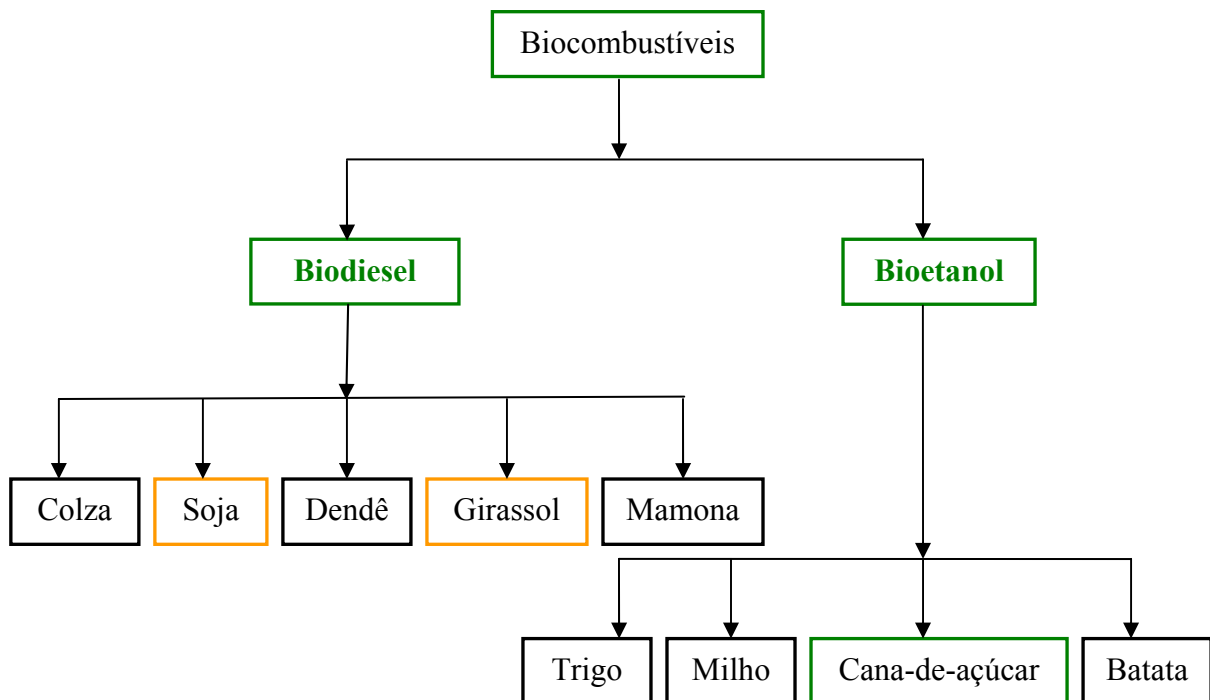 Biocombustíveis
Biodiesel
Bioetanol
Colza
Soja
Dendê
Girassol
Mamona
Trigo
Milho
Cana-de-açúcar
Batata